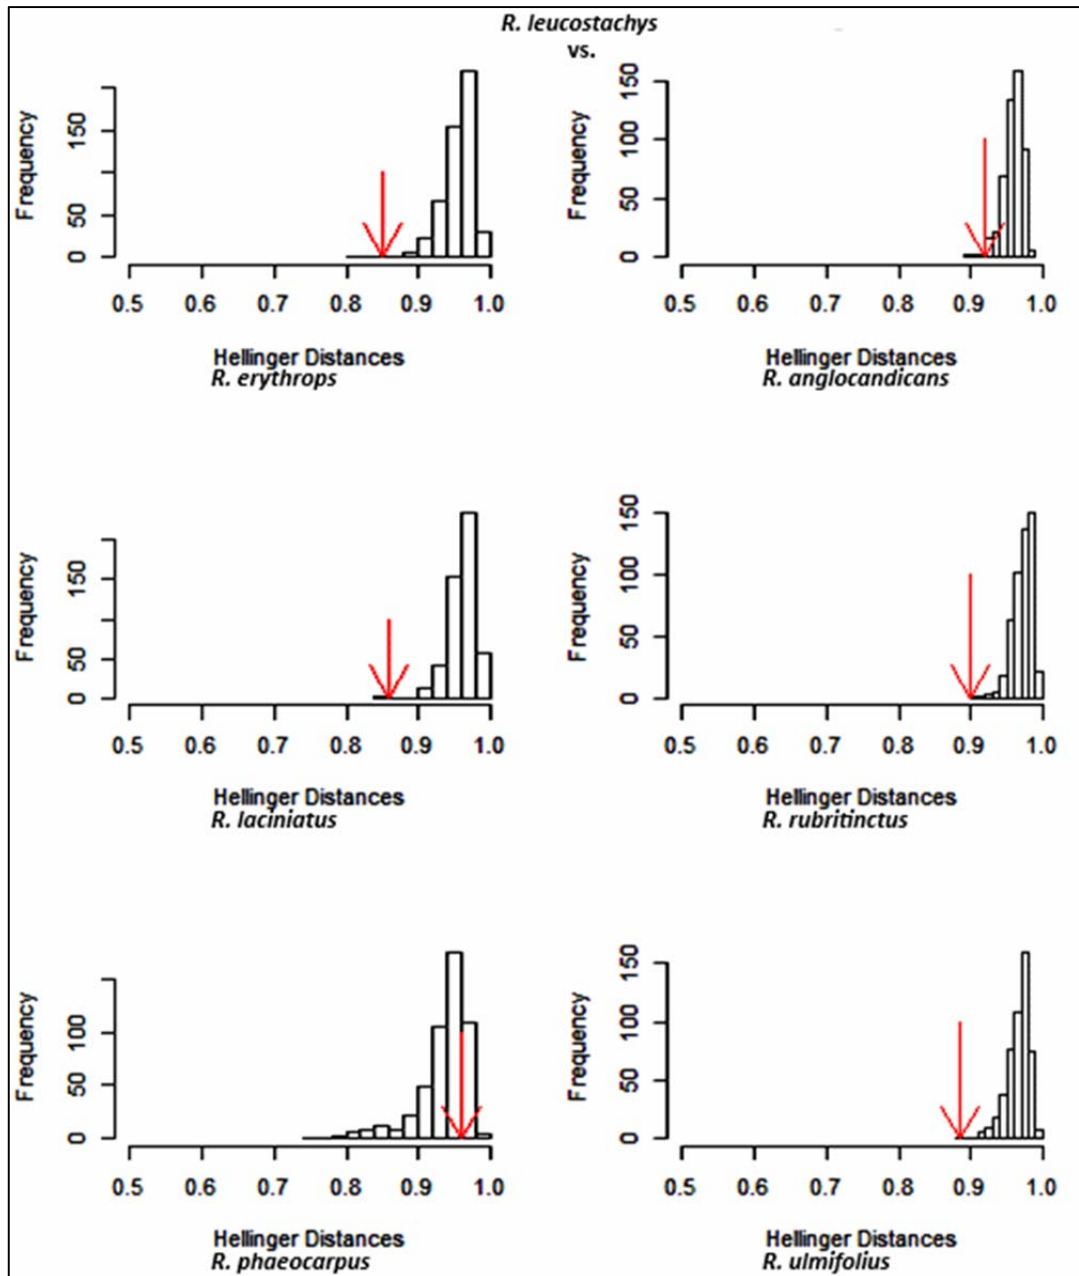 R. leucostachys
vs.
Frequency
0 50 150
0.5 0.6 0.7 0.8 0.9 1.0
Hellinger Distances
R. erythrops
Frequency
0 50 100 150
0.5 0.6 0.7 0.8 0.9 1.0
Hellinger Distances
R. anglocandicans
Frequency
0 50 150
0.5 0.6 0.7 0.8 0.9 1.0
Hellinger Distances
R. laciniatus
Frequency
0 50 100 150
0.5 0.6 0.7 0.8 0.9 1.0
Hellinger Distances
R. rubritinctus
Frequency
0 50 100
0.5 0.6 0.7 0.8 0.9 1.0
Hellinger Distances
R. phaeocarpus
Frequency
0 50 100 150
0.5 0.6 0.7 0.8 0.9 1.0
Hellinger Distances
R. ulmifolius